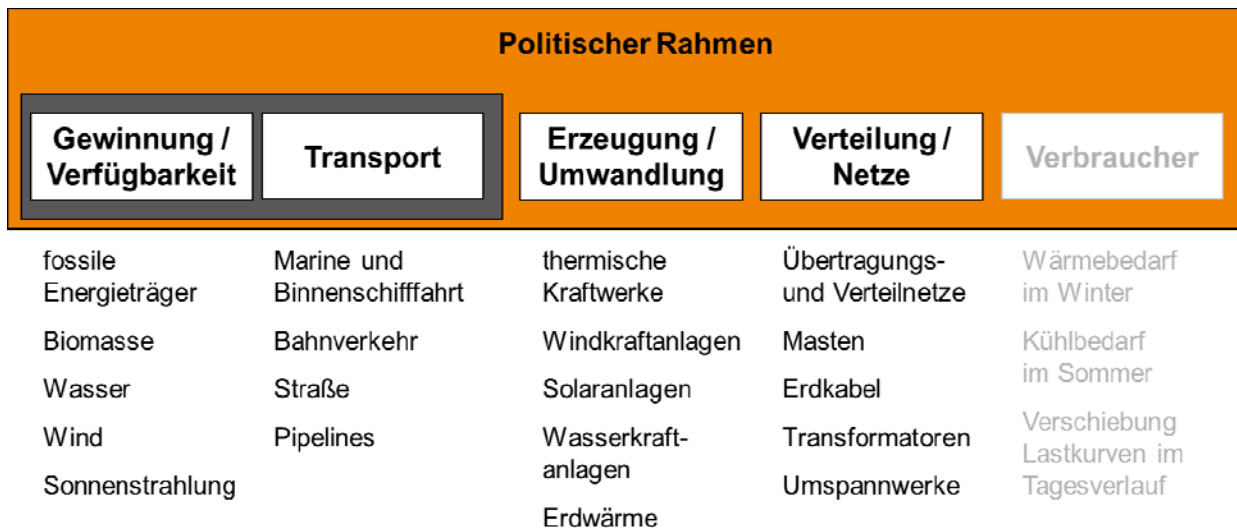 Politischer Rahmen
Gewinnung /
Verfügbarkeit
Transport
Erzeugung /
Umwandlung
Verteilung /
Netze
Verbraucher
fossile
Energieträger
Biomasse
Wasser
Wind
Sonnenstrahlung
Marine und
Binnenschifffahrt
Bahnverkehr
Straße
Pipelines
thermische
Kraftwerke
Windkraftanlagen
Solaranlagen
Wasserkraft-
anlagen
Erdwärme
Übertragungs-
und Verteilnetze
Masten
Erdkabel
Transformatoren
Umspannwerke
Wärmebedarf
im Winter
Kühlbedarf
im Sommer
Verschiebung
Lastkurven im
Tagesverlauf